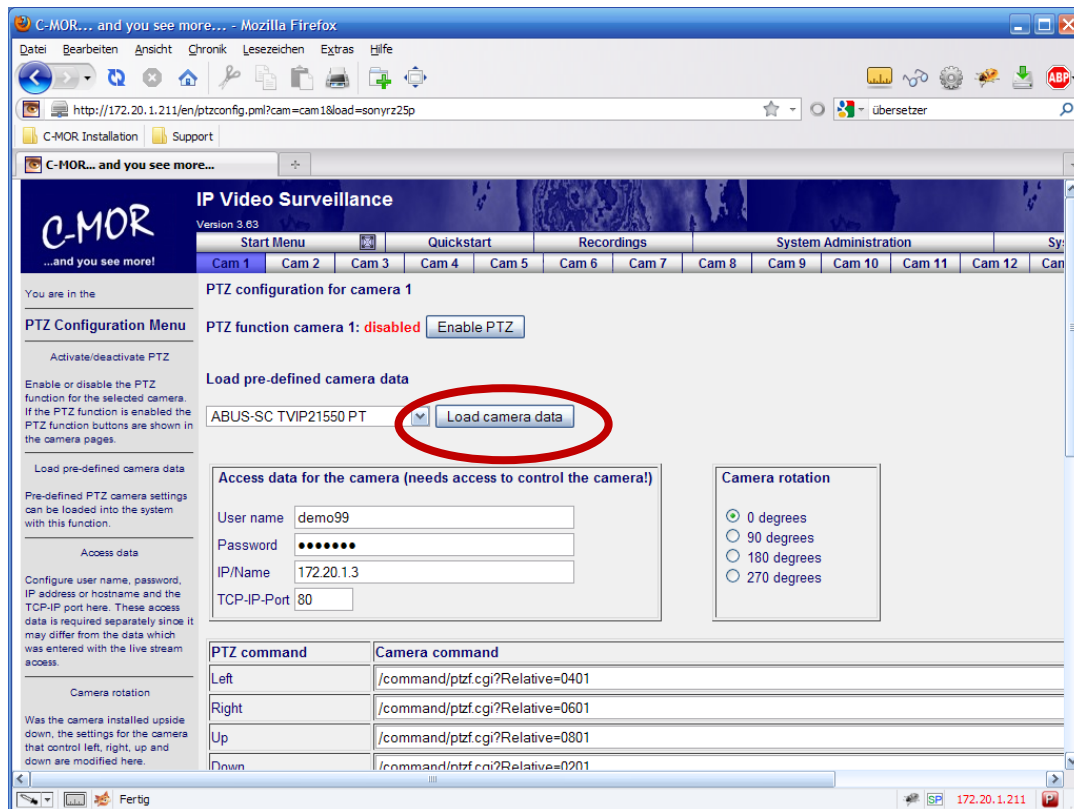 C-MOR... and you see more... - Mozilla Firefox
Datei Bearbeiten Ansicht Chronik Lesezeichen Extras Hilfe
ABP
http://172.20.1.211/en/ptzconfig.pml?cam=cam1&load=sonyrz25p
übersetzer
C-MOR Installation Support
C-MOR... and you see more...
C-MOR
...and you see more!
IP Video Surveillance
Version 3.63
Start Menu Quickstart Recordings System Administration Sy
Cam 1 Cam 2 Cam 3 Cam 4 Cam 5 Cam 6 Cam 7 Cam 8 Cam 9 Cam 10 Cam 11 Cam 12 Cam
You are in the
PTZ Configuration Menu
Activate/deactivate PTZ
Enable or disable the PTZ
function for the selected camera.
If the PTZ function is enabled the
PTZ function buttons are shown in
the camera pages.
Load pre-defined camera data
Pre-defined PTZ camera settings
can be loaded into the system
with this function.
Access data
Configure user name, password,
IP address or hostname and the
TCP-IP port here. These access
data is required separately since it
may differ from the data which
was entered with the live stream
access.
Camera rotation
Was the camera installed upside
down, the settings for the camera
that control left, right, up and
down are modified here.
PTZ configuration for camera 1
PTZ function camera 1: disabled Enable PTZ
Load pre-defined camera data
ABUS-SC TVIP21550 PT Load camera data
Access data for the camera (needs access to control the camera!)
User name demo99
Password •••••••
IP/Name 172.20.1.3
TCP-IP-Port 80
Camera rotation
0 degrees
90 degrees
180 degrees
270 degrees
PTZ command Camera command
Left /command/ptzf.cgi?Relative=0401
Right /command/ptzf.cgi?Relative=0601
Up /command/ptzf.cgi?Relative=0801
Down /command/ptzf.cgi?Relative=0201
Fertig SP 172.20.1.211 P